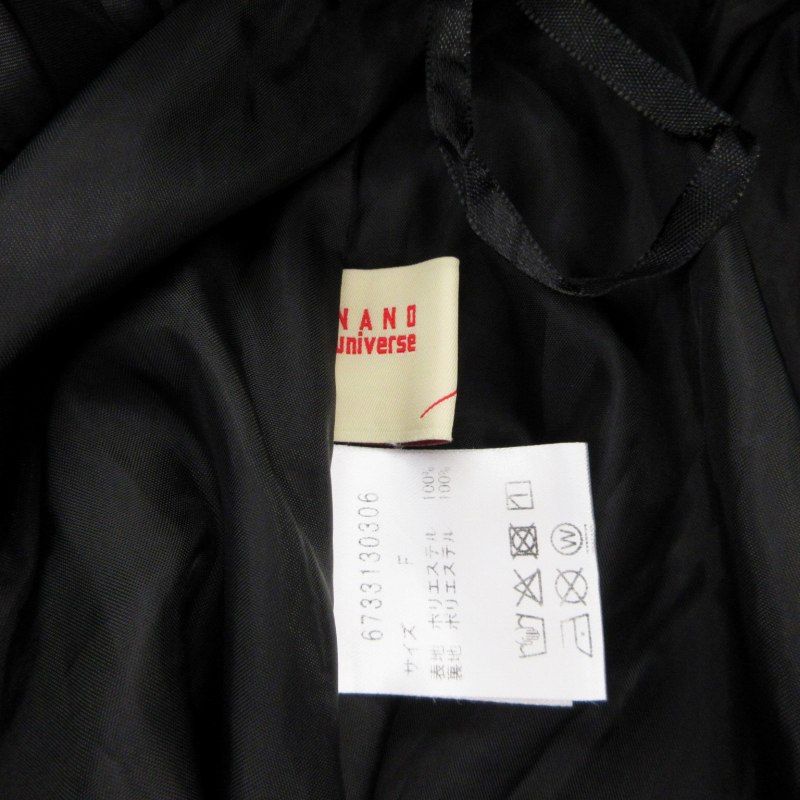 NANO
universe
6733130306
サイズ F
表地 ポリエステル 100%
裏地 ポリエステル 100%
W